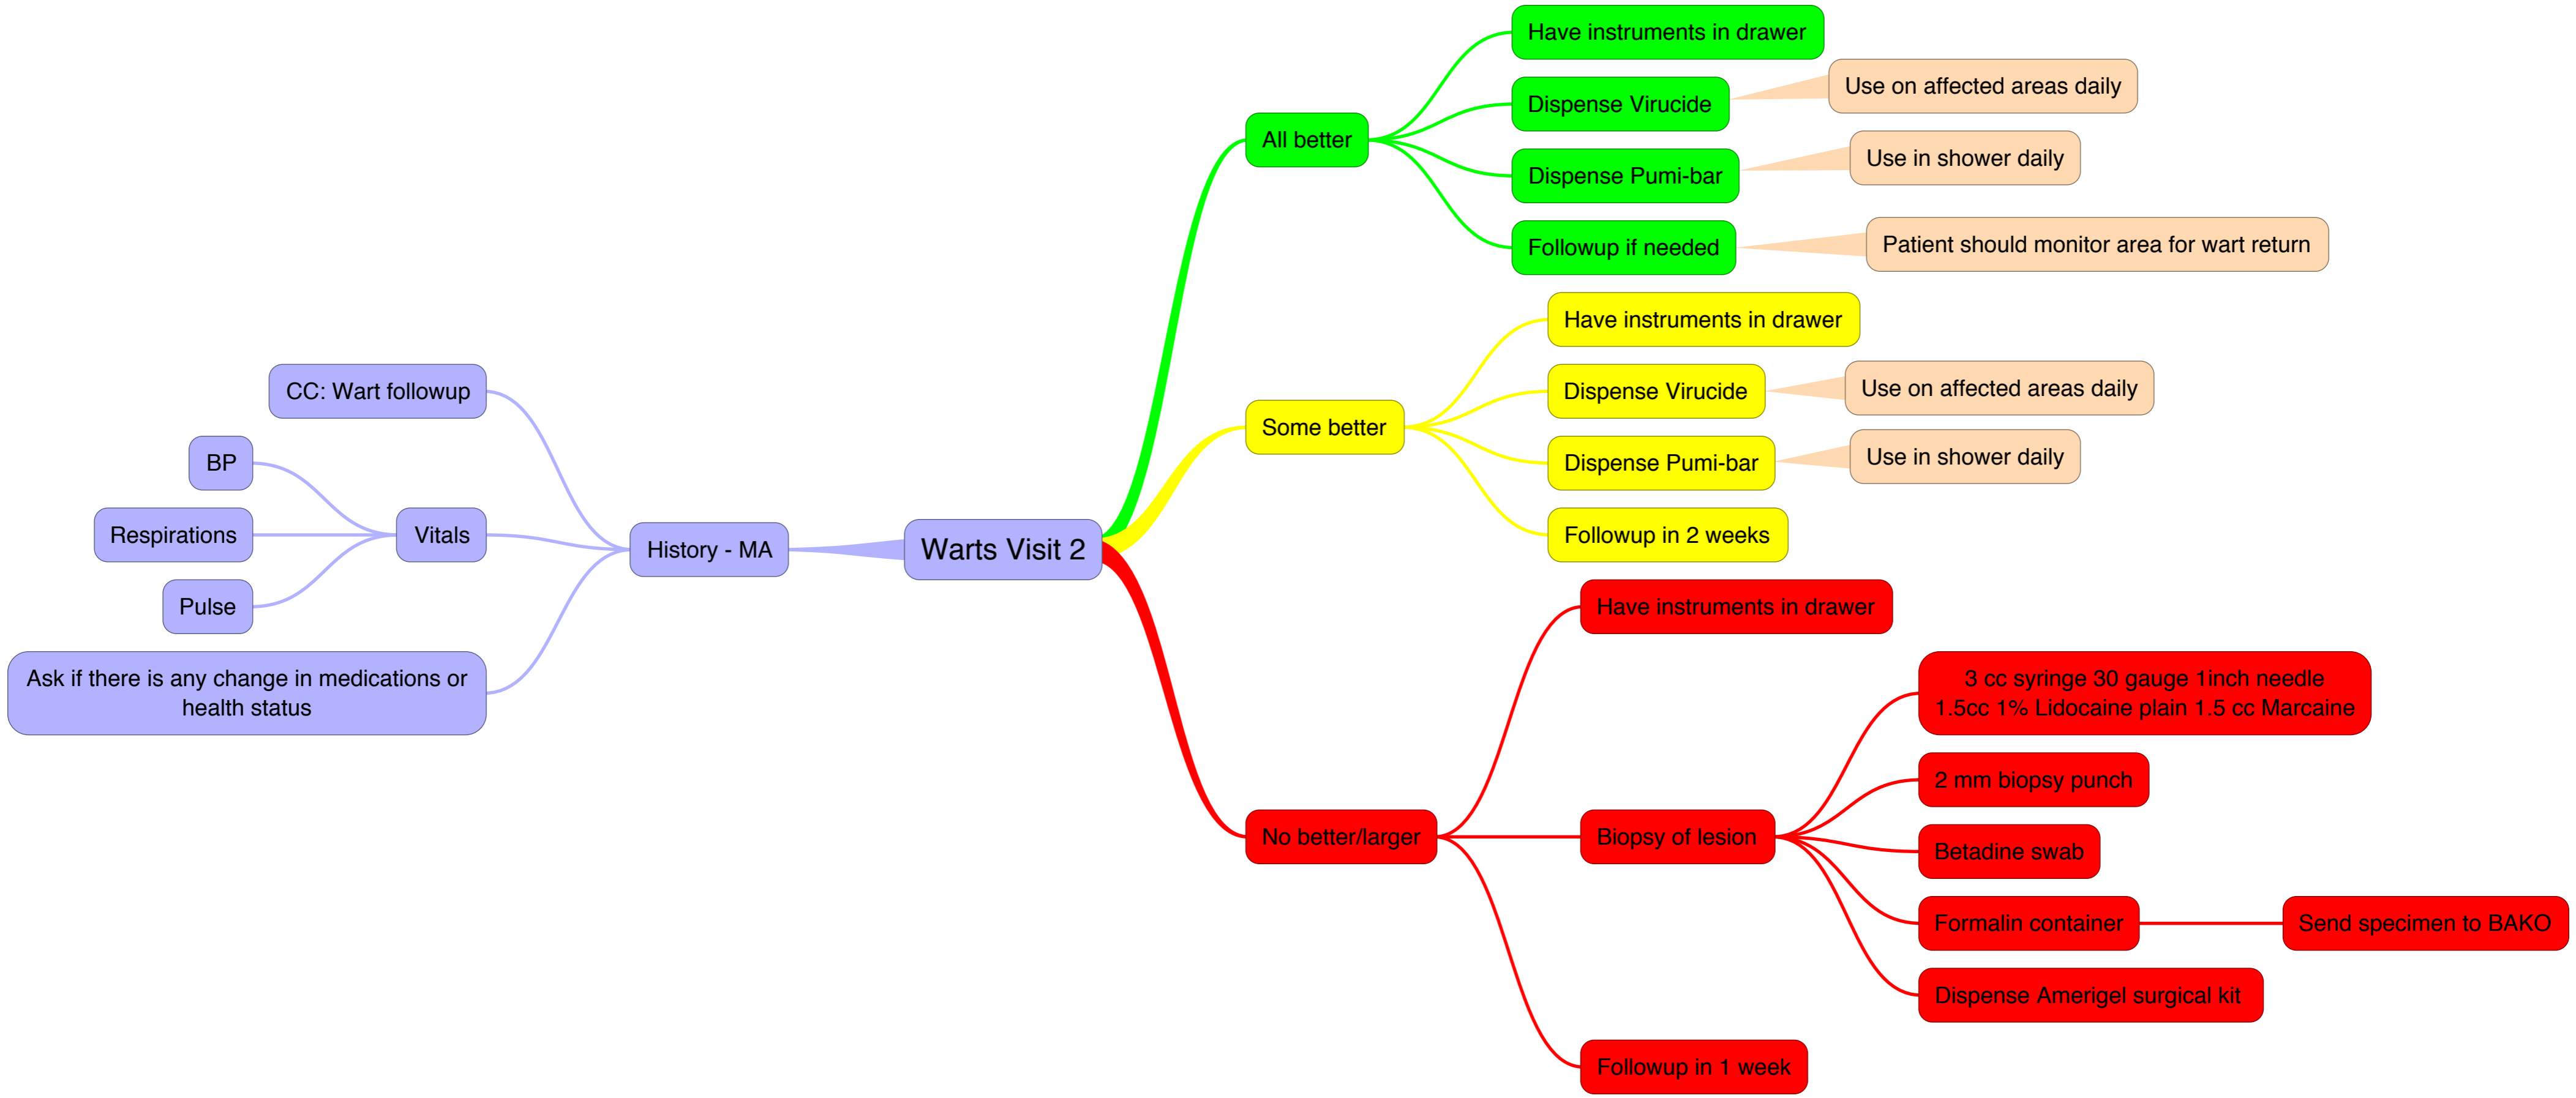 CC: Wart followup
BP
Respirations
Vitals
Pulse
Ask if there is any change in medications or
health status
History - MA
Warts Visit 2
All better
Have instruments in drawer
Dispense Virucide
Use on affected areas daily
Dispense Pumi-bar
Use in shower daily
Followup if needed
Patient should monitor area for wart return
Some better
Have instruments in drawer
Dispense Virucide
Use on affected areas daily
Dispense Pumi-bar
Use in shower daily
Followup in 2 weeks
No better/larger
Have instruments in drawer
Biopsy of lesion
3 cc syringe 30 gauge 1inch needle
1.5cc 1% Lidocaine plain 1.5 cc Marcaine
2 mm biopsy punch
Betadine swab
Formalin container
Send specimen to BAKO
Dispense Amerigel surgical kit
Followup in 1 week